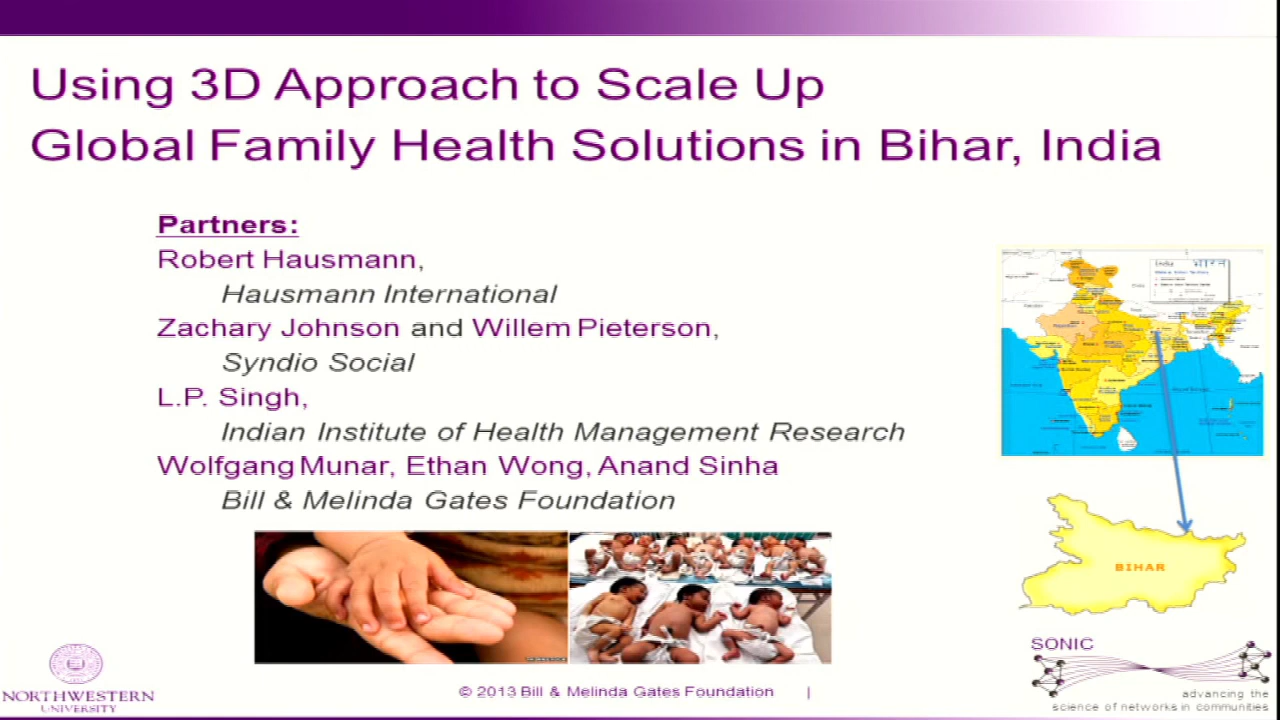 Using 3D Approach to Scale Up
Global Family Health Solutions in Bihar, India
Partners:
Robert Hausmann,
Hausmann International
Zachary Johnson and Willem Pieterson,
Syndio Social
L.P. Singh,
Indian Institute of Health Management Research
Wolfgang Munar, Ethan Wong, Anand Sinha
Bill & Melinda Gates Foundation
India भारत
BIHAR
SONIC
advancing the
science of networks in communities
NORTHWESTERN
UNIVERSITY
© 2013 Bill & Melinda Gates Foundation |